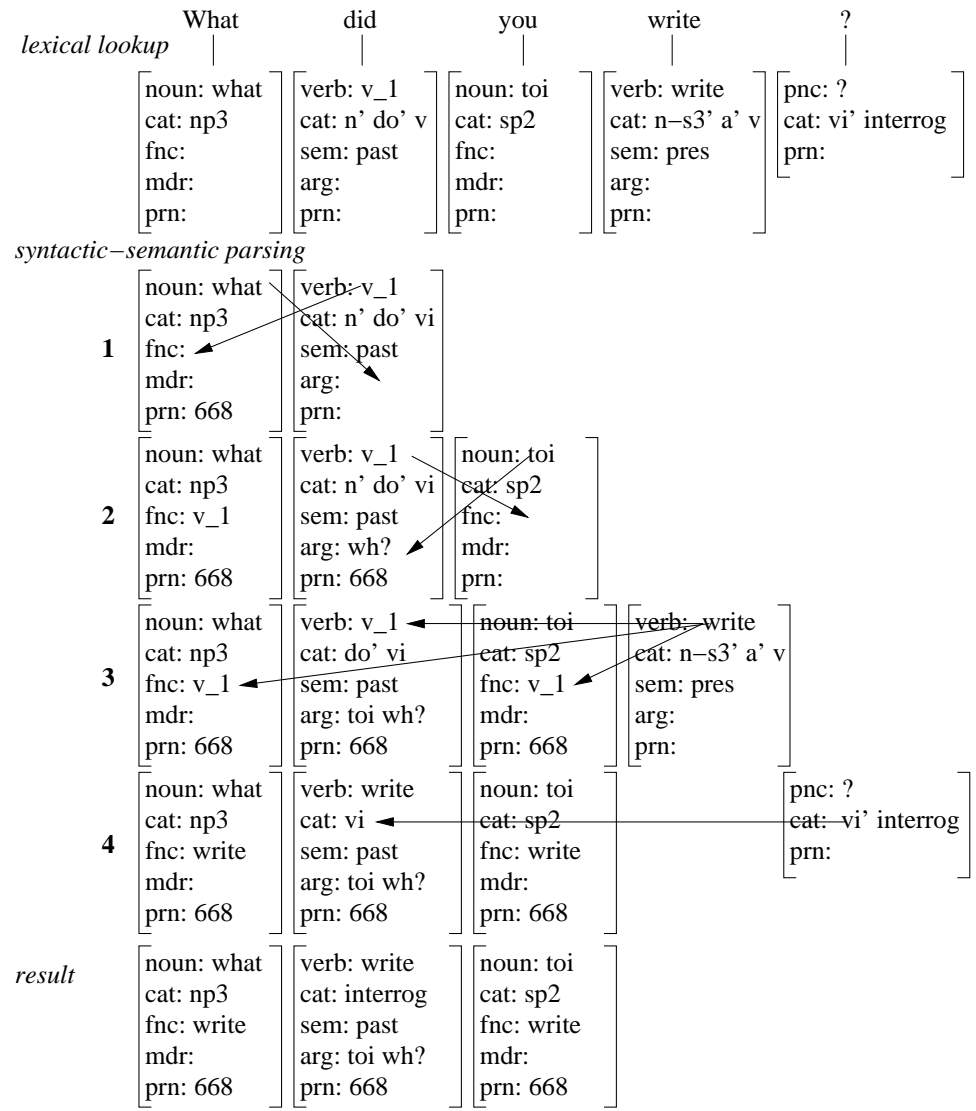 What did you write ?
lexical lookup
noun: what verb: v_1 noun: toi verb: write pnc: ?
cat: np3 cat: n’ do’ v cat: sp2 cat: n−s3’ a’ v cat: vi’ interrog
fnc: sem: past fnc: sem: pres prn:
mdr: arg: mdr: arg:
prn: prn: prn: prn:
syntactic−semantic parsing
noun: what verb: v_1
cat: np3 cat: n’ do’ vi
1 fnc: sem: past
mdr: arg:
prn: 668 prn:
noun: what verb: v_1 noun: toi
cat: np3 cat: n’ do’ vi cat: sp2
2 fnc: v_1 sem: past fnc:
mdr: arg: wh? mdr:
prn: 668 prn: 668 prn:
noun: what verb: v_1 noun: toi verb: write
cat: np3 cat: do’ vi cat: sp2 cat: n−s3’ a’ v
3 fnc: v_1 sem: past fnc: v_1 sem: pres
mdr: arg: toi wh? mdr: arg:
prn: 668 prn: 668 prn: 668 prn:
noun: what verb: write noun: toi pnc: ?
cat: np3 cat: vi cat: sp2 cat: vi’ interrog
4 fnc: write sem: past fnc: write prn:
mdr: arg: toi wh? mdr:
prn: 668 prn: 668 prn: 668
result
noun: what verb: write noun: toi
cat: np3 cat: interrog cat: sp2
fnc: write sem: past fnc: write
mdr: arg: toi wh? mdr:
prn: 668 prn: 668 prn: 668